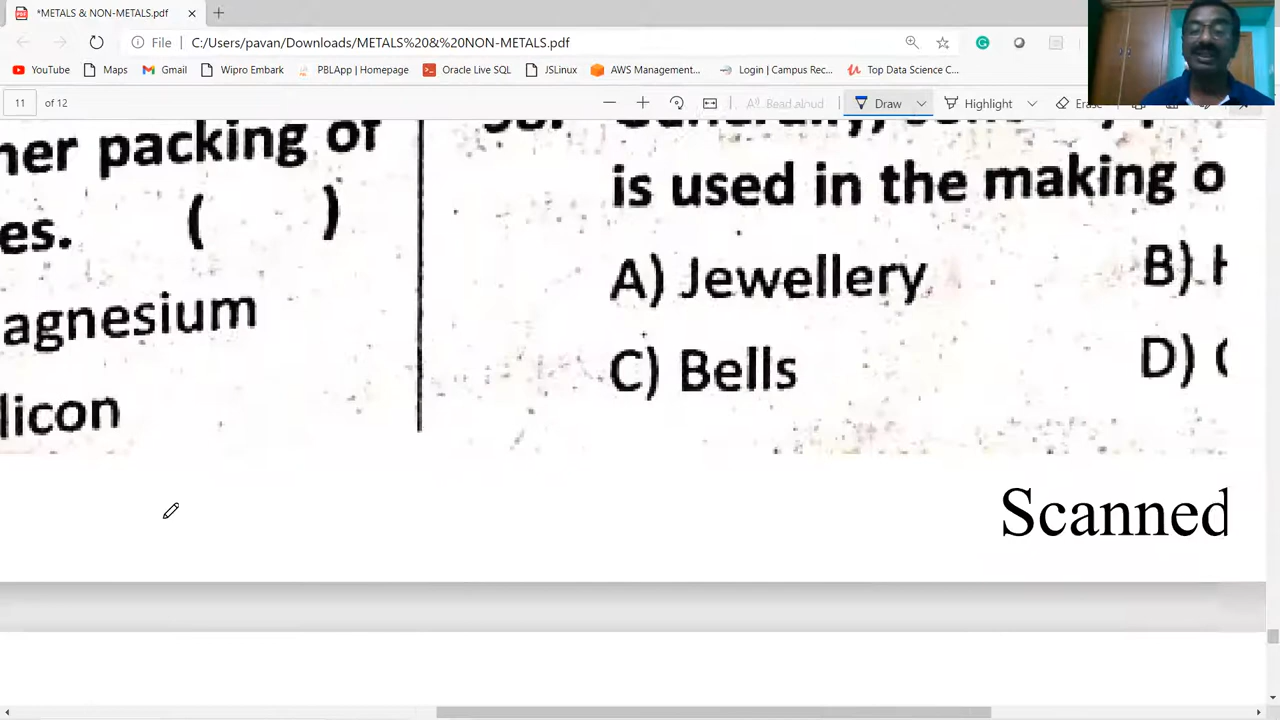 *METALS & NON-METALS.pdf
File
C:/Users/pavan/Downloads/METALS%20&%20NON-METALS.pdf
YouTube
Maps
Gmail
Wipro Embark
PBLApp | Homepage
Oracle Live SQL...
JSLinux
AWS Management...
Login | Campus Rec...
Top Data Science C...
11 of 12
Read aloud
Draw
Highlight
Erase
her packing of
es. ( )
agnesium
licon
is used in the making o
A) Jewellery B)
C) Bells D)
Scanned